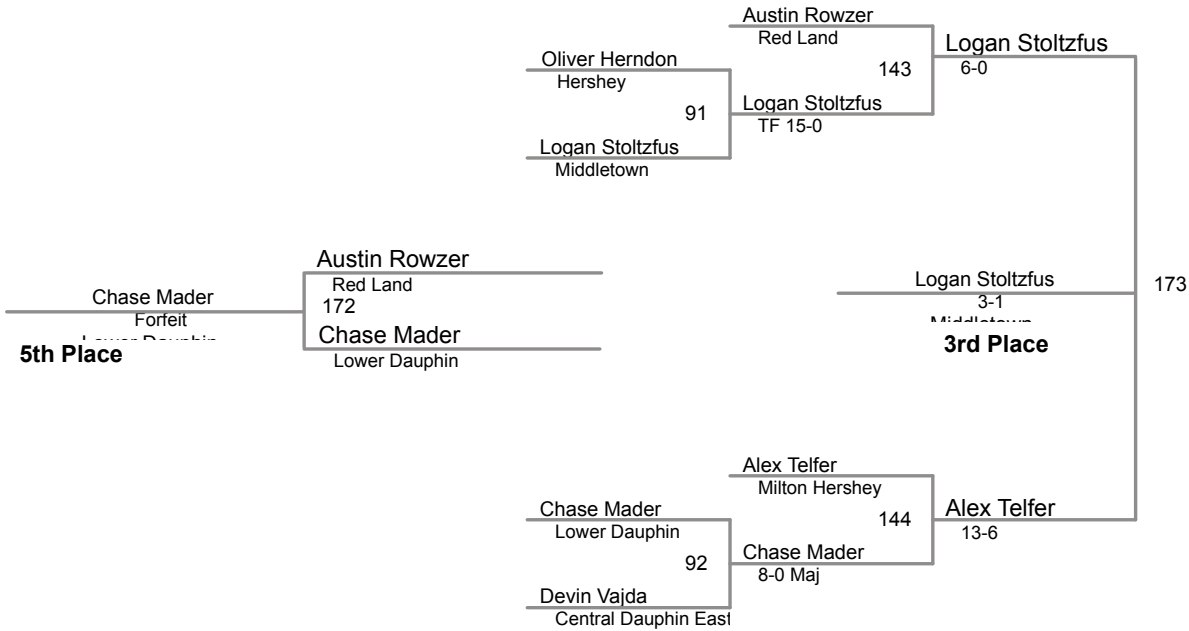 Austin Rowzer
Red Land
Logan Stoltzfus
6-0
Oliver Herndon
Hershey
143
91
Logan Stoltzfus
TF 15-0
Logan Stoltzfus
Middletown
Austin Rowzer
Red Land
Chase Mader
Forfeit
172
Chase Mader
Lower Dauphin
5th Place
Logan Stoltzfus
3-1
173
3rd Place
Alex Telfer
Milton Hershey
Chase Mader
Lower Dauphin
144
Alex Telfer
13-6
92
Chase Mader
8-0 Maj
Devin Vajda
Central Dauphin East